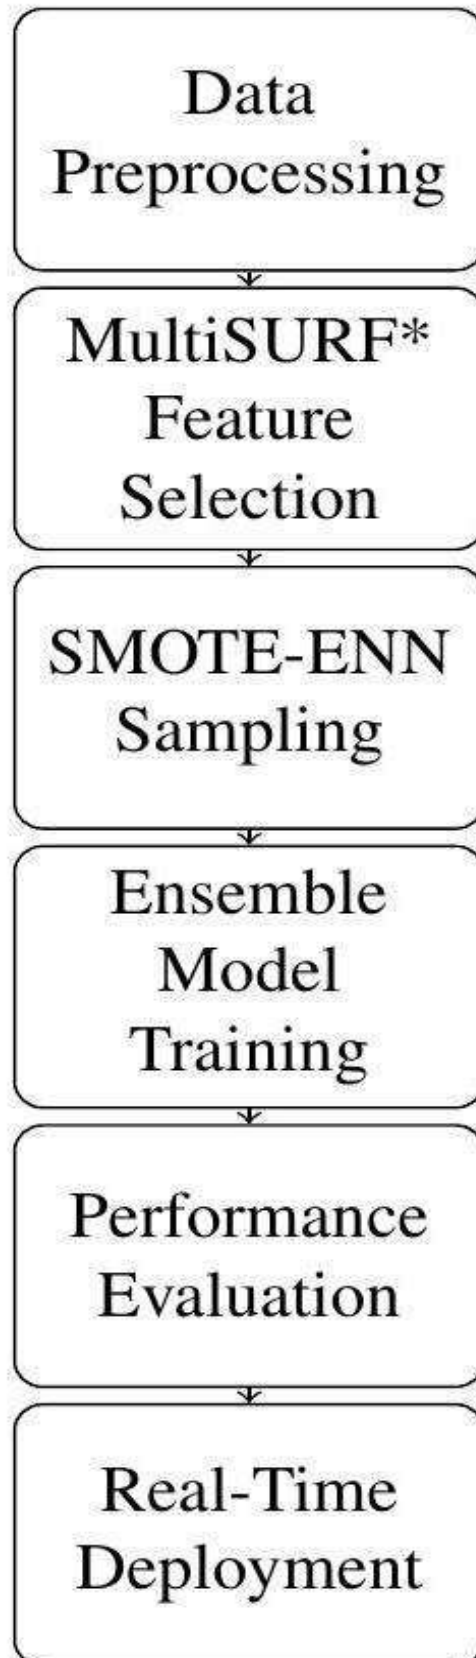 Data
Preprocessing
MultiSURF*
Feature
Selection
SMOTE-ENN
Sampling
Ensemble
Model
Training
Performance
Evaluation
Real-Time
Deployment